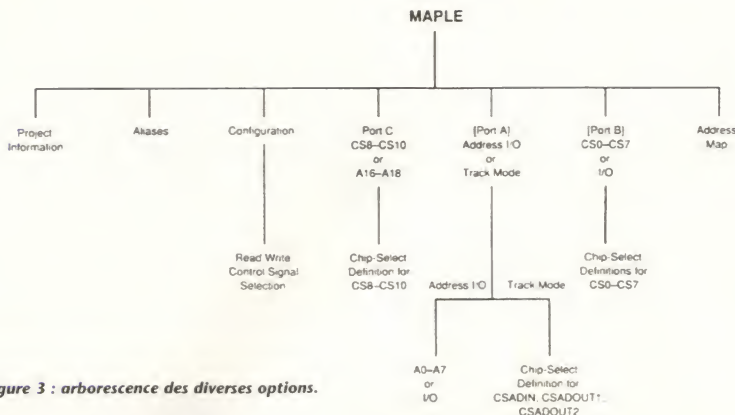 MAPLE
Project
Information
Aliases
Configuration
Port C
CS8–CS10
or
A16–A18
[Port A]
Address I/O
or
Track Mode
[Port B]
CS0–CS7
or
I/O
Address
Map
Read Write
Control Signal
Selection
Chip-Select
Definition for
CS8–CS10
Address I/O
Track Mode
Chip-Select
Definitions for
CS0–CS7
A0–A7
or
I/O
Chip-Select
Definition for
CSADIN, CSADOUT1,
CSADOUT2
gure 3 : arborescence des diverses options.